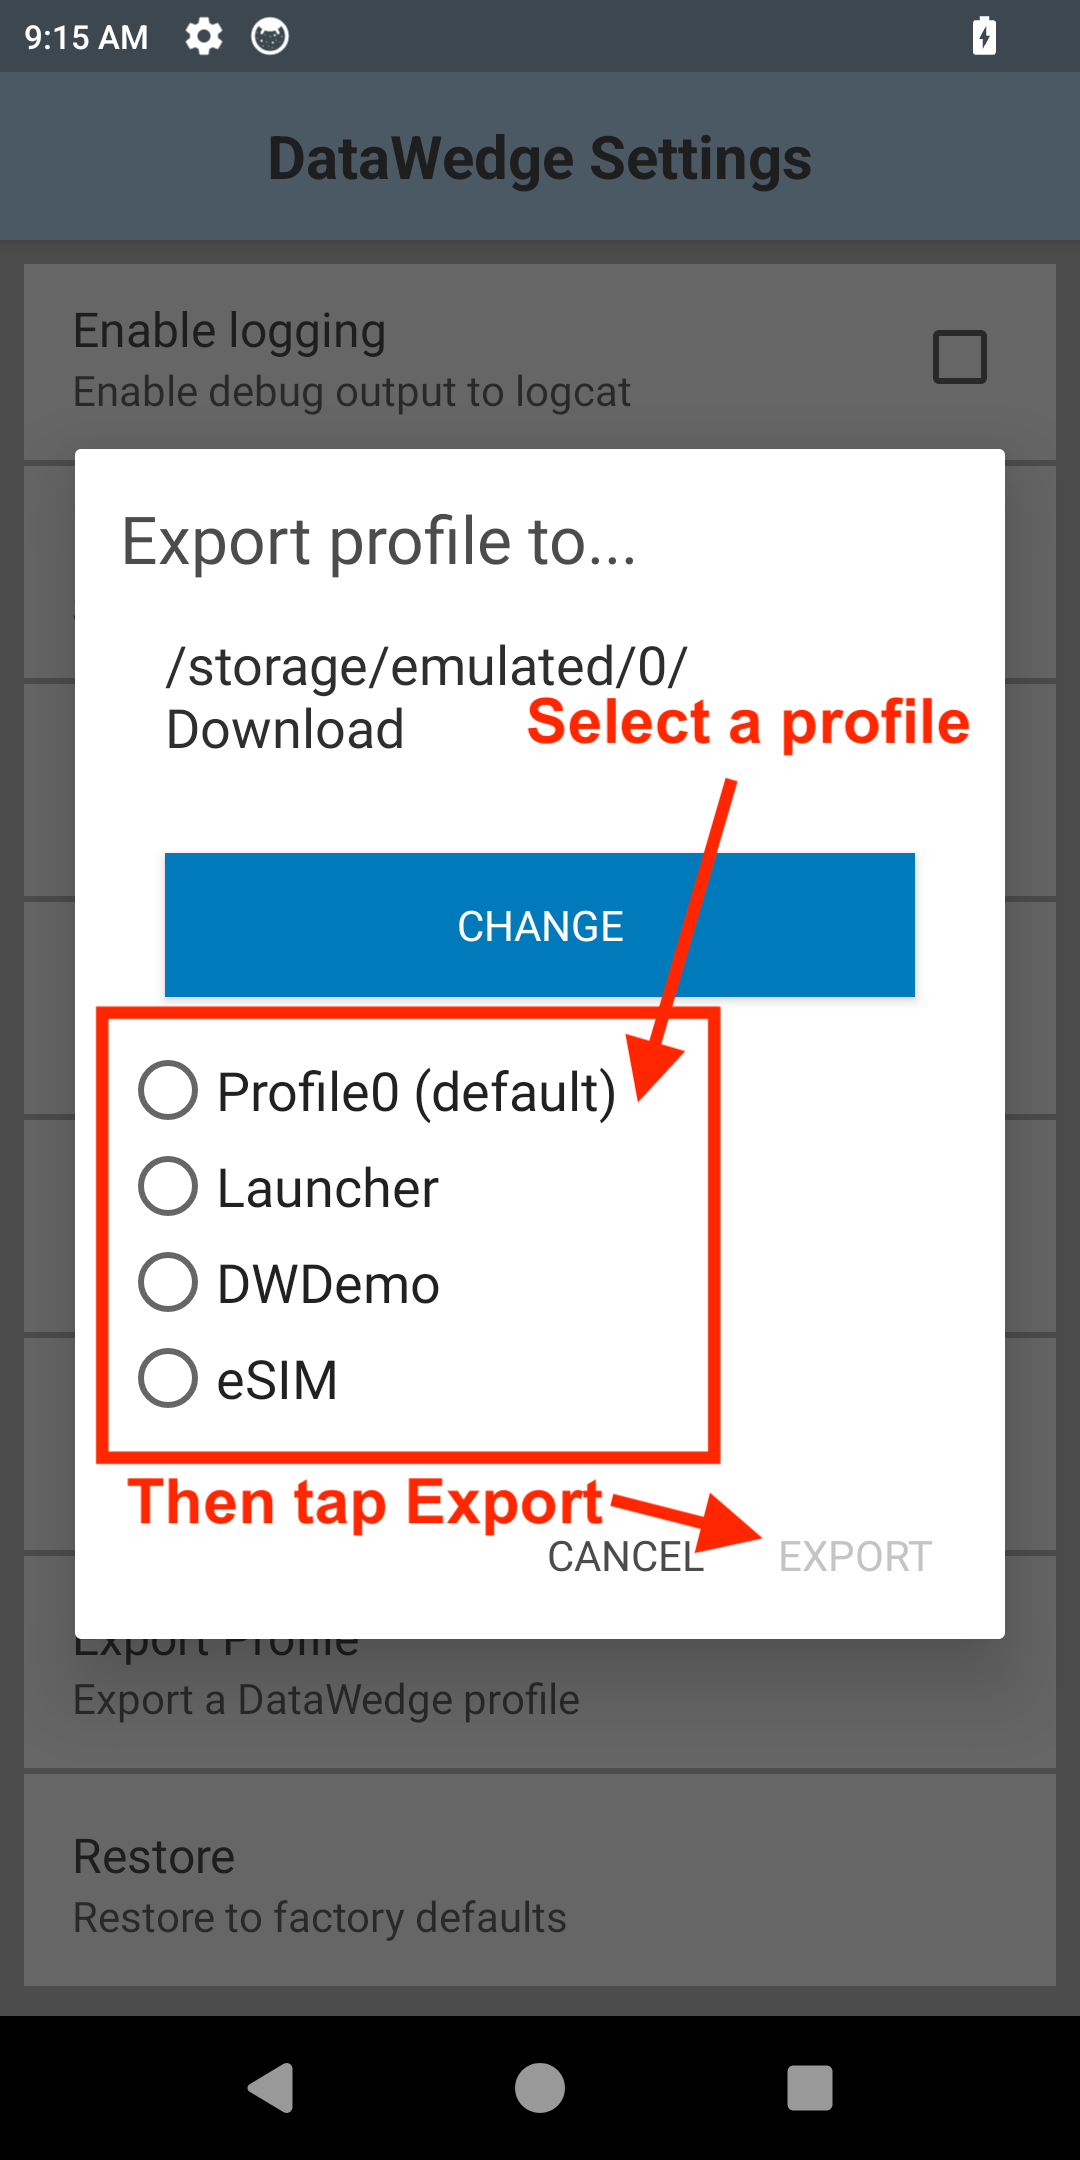 9:15 AM
DataWedge Settings
Enable logging
Enable debug output to logcat
Export profile to...
/storage/emulated/0/
Download
Select a profile
CHANGE
Profile0 (default)
Launcher
DWDemo
eSIM
Then tap Export
CANCEL
EXPORT
Export Profile
Export a DataWedge profile
Restore
Restore to factory defaults